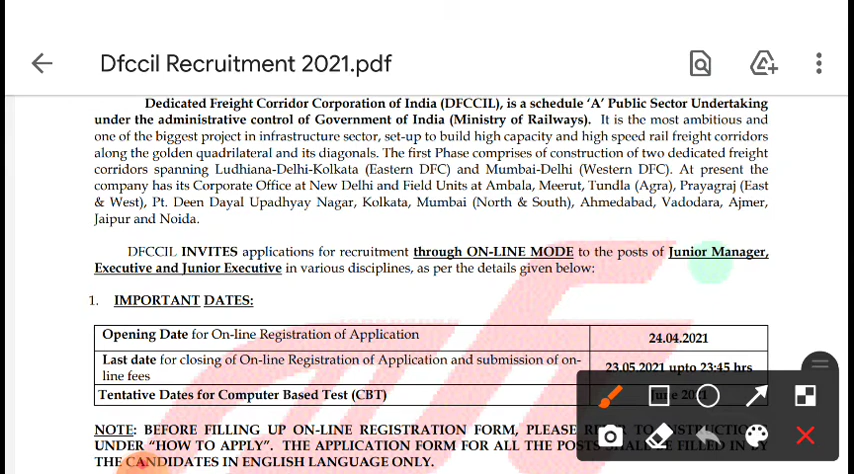 Dfccil Recruitment 2021.pdf
Dedicated Freight Corridor Corporation of India (DFCCIL), is a schedule ‘A’ Public Sector Undertaking
under the administrative control of Government of India (Ministry of Railways). It is the most ambitious and
one of the biggest project in infrastructure sector, set-up to build high capacity and high speed rail freight corridors
along the golden quadrilateral and its diagonals. The first Phase comprises of construction of two dedicated freight
corridors spanning Ludhiana-Delhi-Kolkata (Eastern DFC) and Mumbai-Delhi (Western DFC). At present the
company has its Corporate Office at New Delhi and Field Units at Ambala, Meerut, Tundla (Agra), Prayagraj (East
& West), Pt. Deen Dayal Upadhyay Nagar, Kolkata, Mumbai (North & South), Ahmedabad, Vadodara, Ajmer,
Jaipur and Noida.
DFCCIL INVITES applications for recruitment through ON-LINE MODE to the posts of Junior Manager,
Executive and Junior Executive in various disciplines, as per the details given below:
1. IMPORTANT DATES:
Opening Date for On-line Registration of Application 24.04.2021
Last date for closing of On-line Registration of Application and submission of on-
line fees 23.05.2021 upto 23:45 hrs
Tentative Dates for Computer Based Test (CBT) June 2021
NOTE: BEFORE FILLING UP ON-LINE REGISTRATION FORM, PLEASE
UNDER “HOW TO APPLY”. THE APPLICATION FORM FOR ALL THE POSTS FILLED IN BY
THE CANDIDATES IN ENGLISH LANGUAGE ONLY.